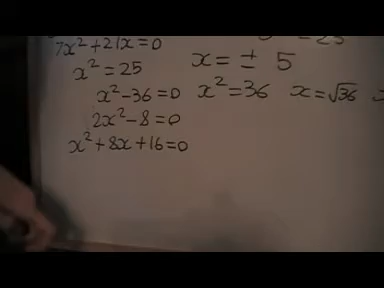 7x²+21x=0
x²=25 x=± 5
x²-36=0 x²=36 x=√36
2x²-8=0
x²+8x+16=0